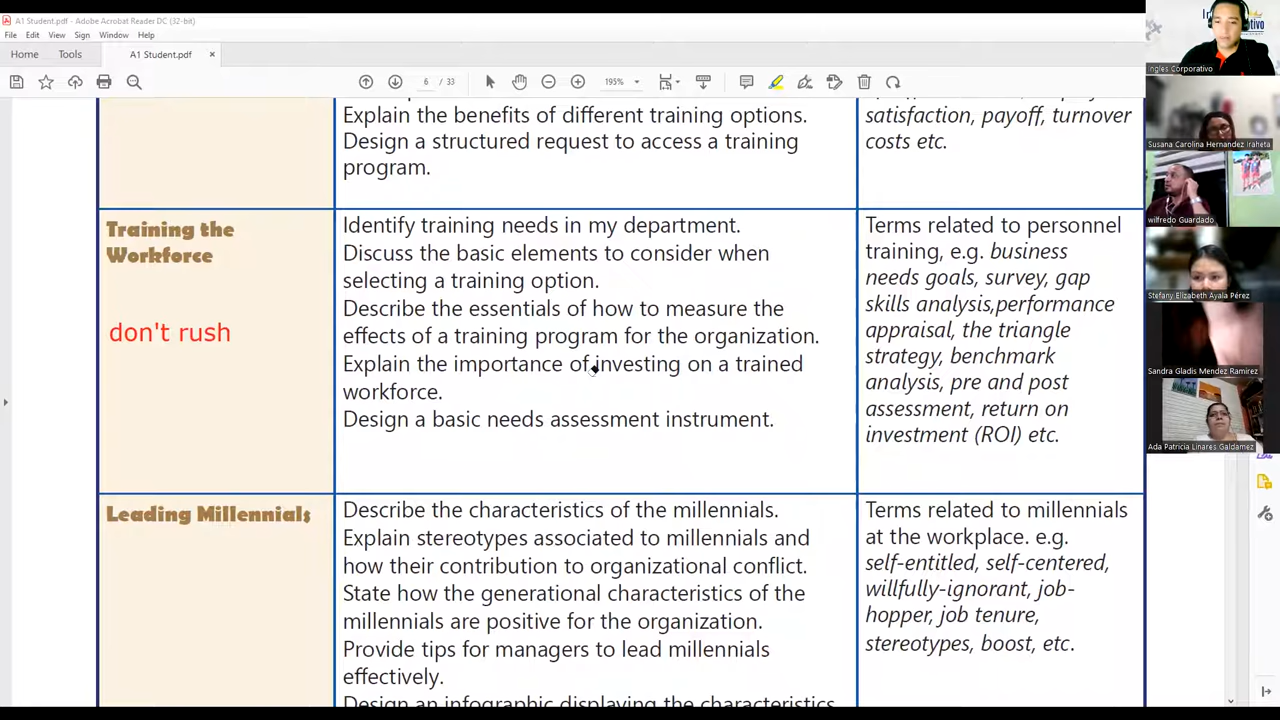 A1 Student.pdf - Adobe Acrobat Reader DC (32-bit)
File Edit View Sign Window Help
Home Tools A1 Student.pdf ×
6 / 33 195%
Explain the benefits of different training options.
Design a structured request to access a training
program.
satisfaction, payoff, turnover
costs etc.
Training the
Workforce
don't rush
Identify training needs in my department.
Discuss the basic elements to consider when
selecting a training option.
Describe the essentials of how to measure the
effects of a training program for the organization.
Explain the importance of investing on a trained
workforce.
Design a basic needs assessment instrument.
Terms related to personnel
training, e.g. business
needs goals, survey, gap
skills analysis,performance
appraisal, the triangle
strategy, benchmark
analysis, pre and post
assessment, return on
investment (ROI) etc.
Leading Millennials
Describe the characteristics of the millennials.
Explain stereotypes associated to millennials and
how their contribution to organizational conflict.
State how the generational characteristics of the
millennials are positive for the organization.
Provide tips for managers to lead millennials
effectively.
Design an infographic displaying the characteristics
Terms related to millennials
at the workplace. e.g.
self-entitled, self-centered,
willfully-ignorant, job-
hopper, job tenure,
stereotypes, boost, etc.
Ingles Corporativo
Susana Carolina Hernandez Iraheta
wilfredo Guardado
Stefany Elizabeth Ayala Pérez
Sandra Gladis Mendez Ramirez
Ada Patricia Linares Galdamez